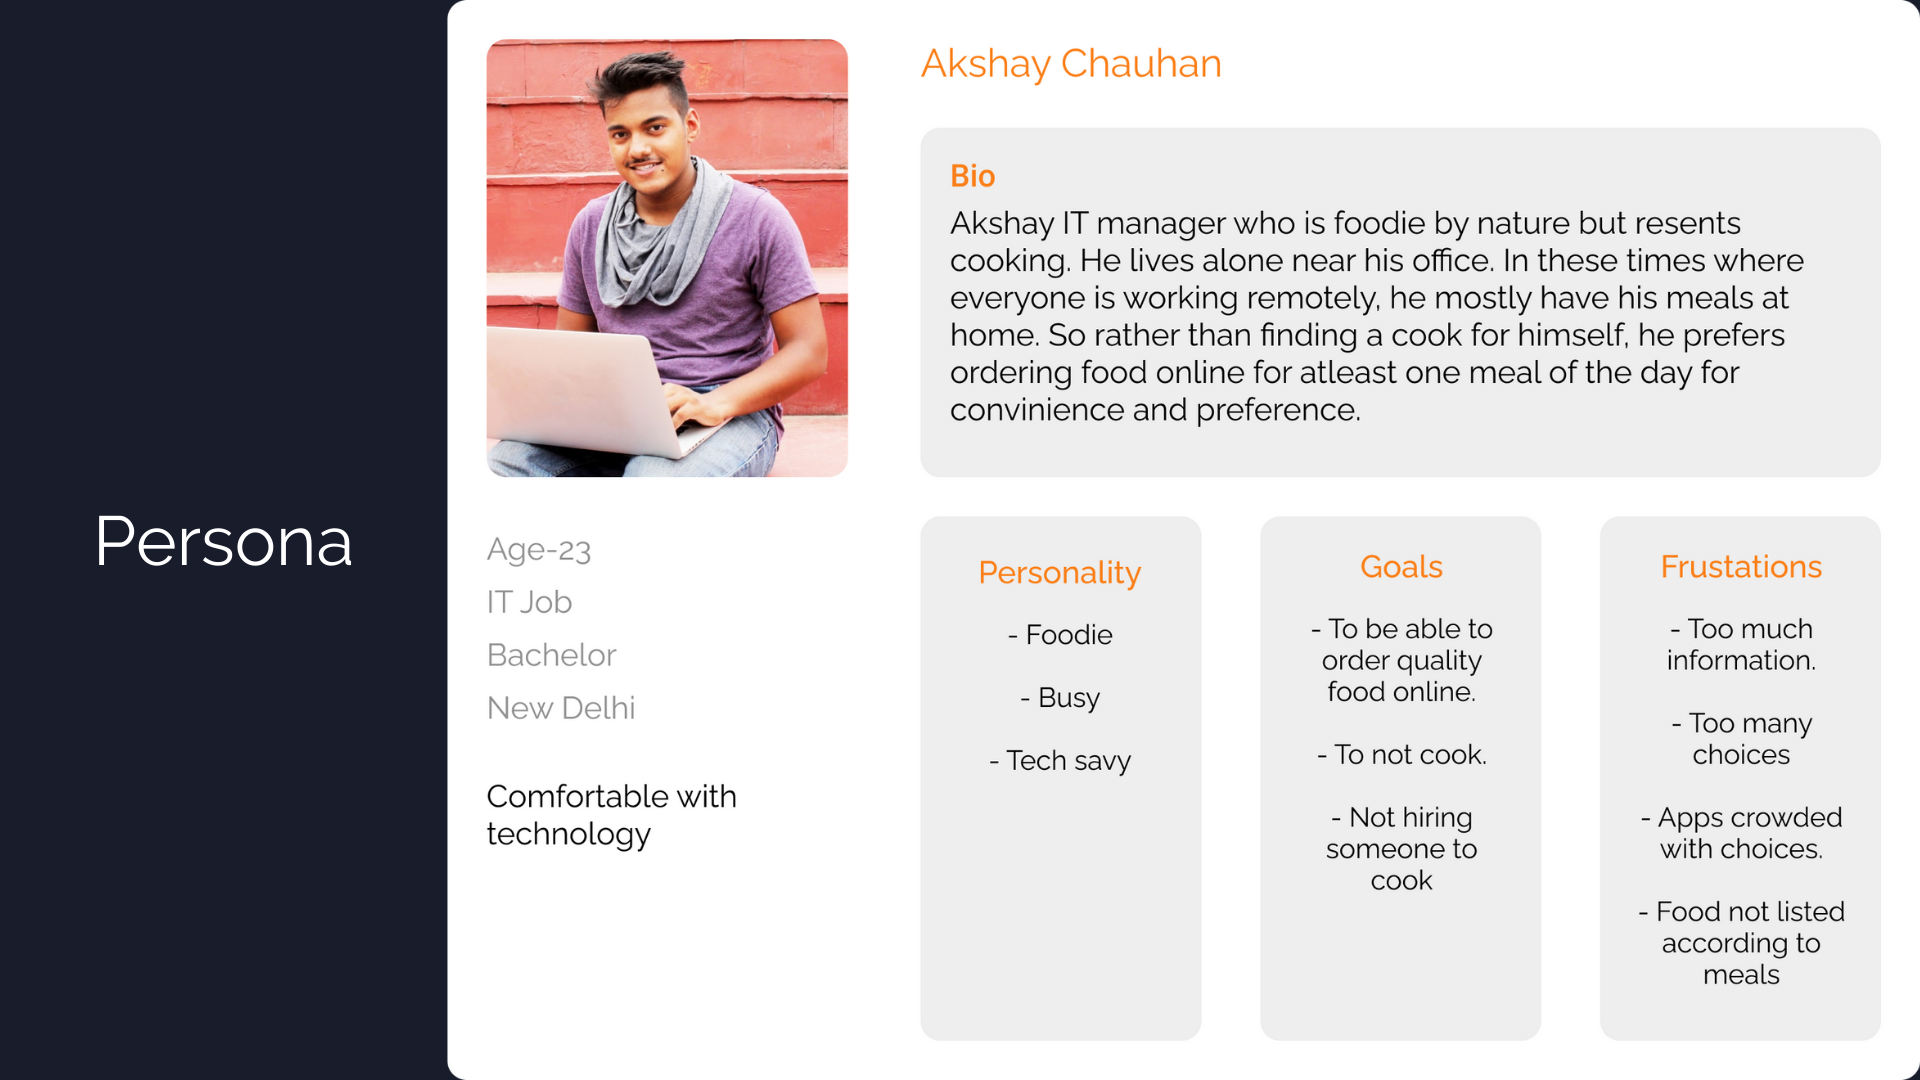 Persona
Age-23
IT Job
Bachelor
New Delhi
Comfortable with
technology
Akshay Chauhan
Bio
Akshay IT manager who is foodie by nature but resents
cooking. He lives alone near his office. In these times where
everyone is working remotely, he mostly have his meals at
home. So rather than finding a cook for himself, he prefers
ordering food online for atleast one meal of the day for
convinience and preference.
Personality
- Foodie
- Busy
- Tech savy
Goals
- To be able to
order quality
food online.
- To not cook.
- Not hiring
someone to
cook
Frustations
- Too much
information.
- Too many
choices
- Apps crowded
with choices.
- Food not listed
according to
meals